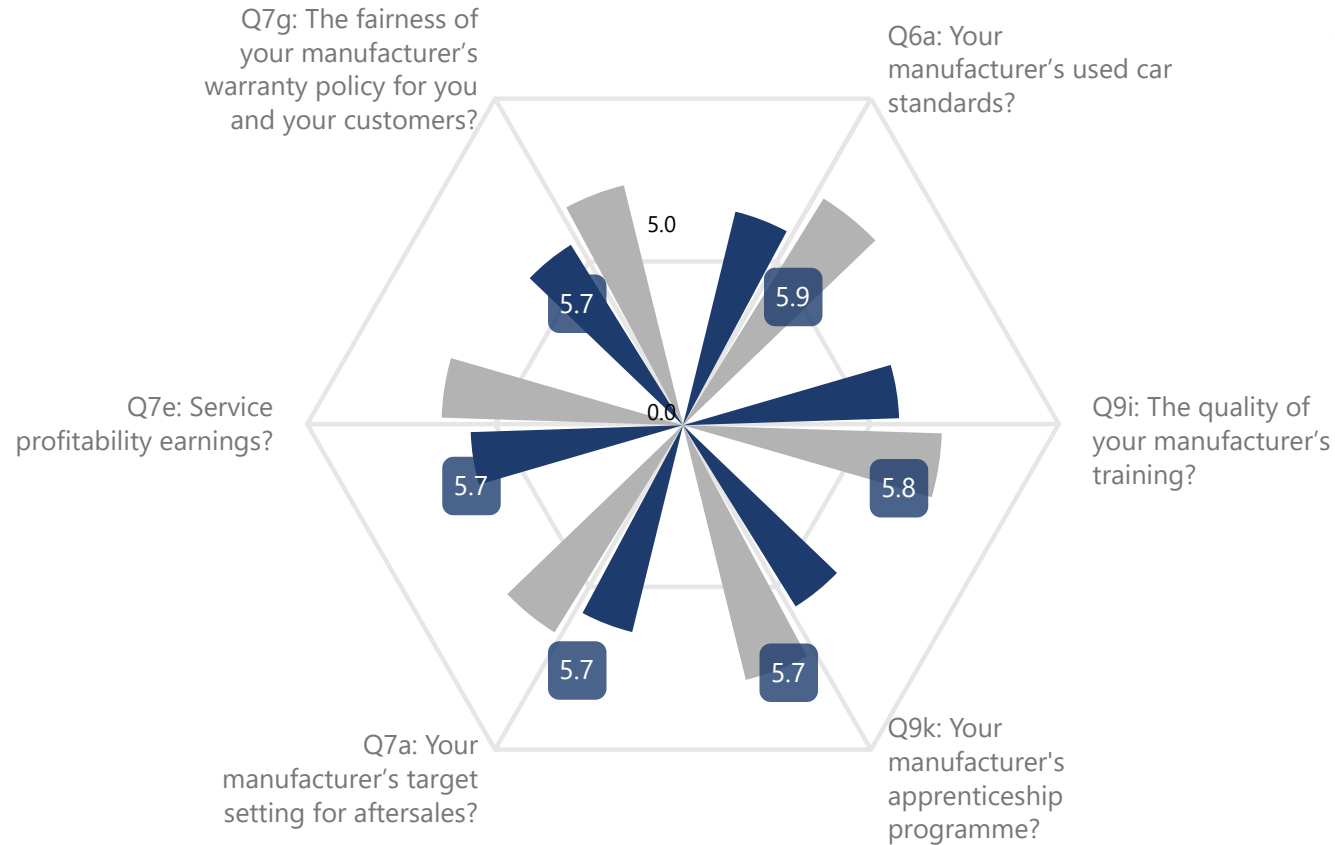 Q7g: The fairness of
your manufacturer’s
warranty policy for you
and your customers?
Q6a: Your
manufacturer’s used car
standards?
5.0
5.7
5.9
0.0
Q7e: Service
profitability earnings?
Q9i: The quality of
your manufacturer’s
training?
5.7
5.8
5.7
5.7
Q7a: Your
manufacturer’s target
setting for aftersales?
Q9k: Your
manufacturer's
apprenticeship
programme?